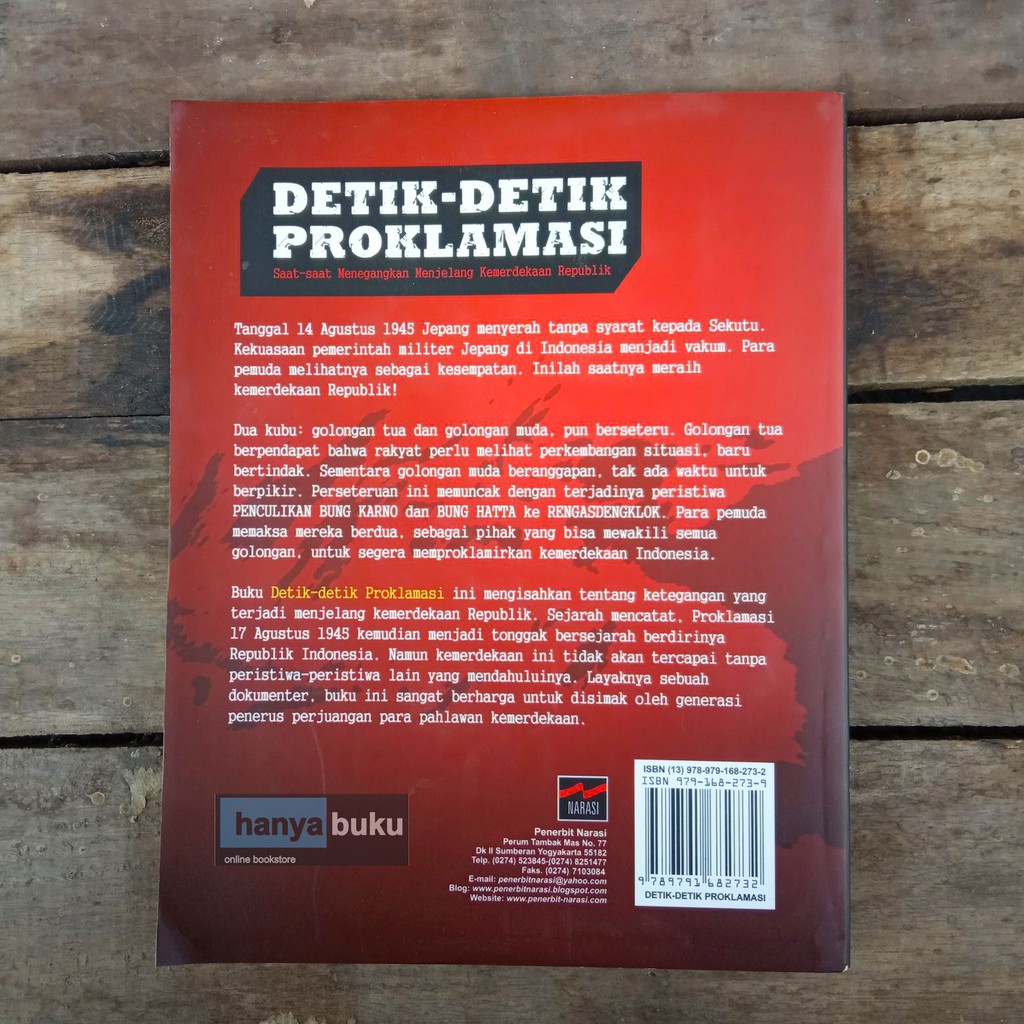 DETIK-DETIK
PROKLAMASI
Saat-saat Menegangkan Menjelang Kemerdekaan Republik
Tanggal 14 Agustus 1945 Jepang menyerah tanpa syarat kepada Sekutu.
Kekuasaan pemerintah militer Jepang di Indonesia menjadi vakum. Para
pemuda melihatnya sebagai kesempatan. Inilah saatnya meraih
kemerdekaan Republik!
Dua kubu: golongan tua dan golongan muda, pun berseteru. Golongan tua
berpendapat bahwa rakyat perlu melihat perkembangan situasi, baru
bertindak. Sementara golongan muda beranggapan, tak ada waktu untuk
berpikir. Perseteruan ini memuncak dengan terjadinya peristiwa
PENCULIKAN BUNG KARNO dan BUNG HATTA ke RENGASDENGKLOK. Para pemuda
memaksa mereka berdua, sebagai pihak yang bisa mewakili semua
golongan, untuk segera memproklamirkan kemerdekaan Indonesia.
Buku Detik-detik Proklamasi ini mengisahkan tentang ketegangan yang
terjadi menjelang kemerdekaan Republik. Sejarah mencatat, Proklamasi
17 Agustus 1945 kemudian menjadi tonggak bersejarah berdirinya
Republik Indonesia. Namun kemerdekaan ini tidak akan tercapai tanpa
peristiwa-peristiwa lain yang mendahuluinya. Layaknya sebuah
dokumenter, buku ini sangat berharga untuk disimak oleh generasi
penerus perjuangan para pahlawan kemerdekaan.
hanya buku
online bookstore
NARASI
Penerbit Narasi
Perum Tambak Mas No. 77
Dk II Sumberan Yogyakarta 55182
Telp. (0274) 523845-(0274) 8251477
Faks. (0274) 7103084
E-mail: penerbitnarasi@yahoo.com
Blog: www.penerbitnarasi.blogspot.com
Website: www.penerbit-narasi.com
ISBN (13) 978-979-168-273-2
ISBN 979-168-273-9
9 789791 682732
DETIK-DETIK PROKLAMASI